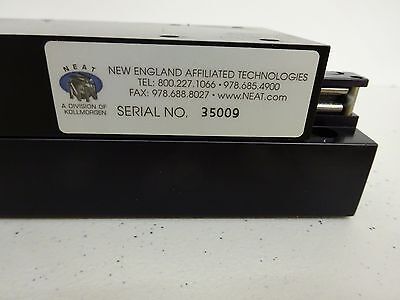 NEAT
A DIVISION OF
KOLLMORGEN
NEW ENGLAND AFFILIATED TECHNOLOGIES
TEL: 800.227.1066 • 978.685.4900
FAX: 978.688.8027 • www.NEAT.com
SERIAL NO. 35009